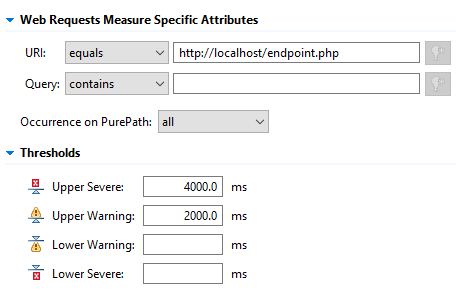 Web Requests Measure Specific Attributes
URI: equals http://localhost/endpoint.php
Query: contains
Occurrence on PurePath: all
Thresholds
Upper Severe: 4000.0 ms
Upper Warning: 2000.0 ms
Lower Warning: ms
Lower Severe: ms